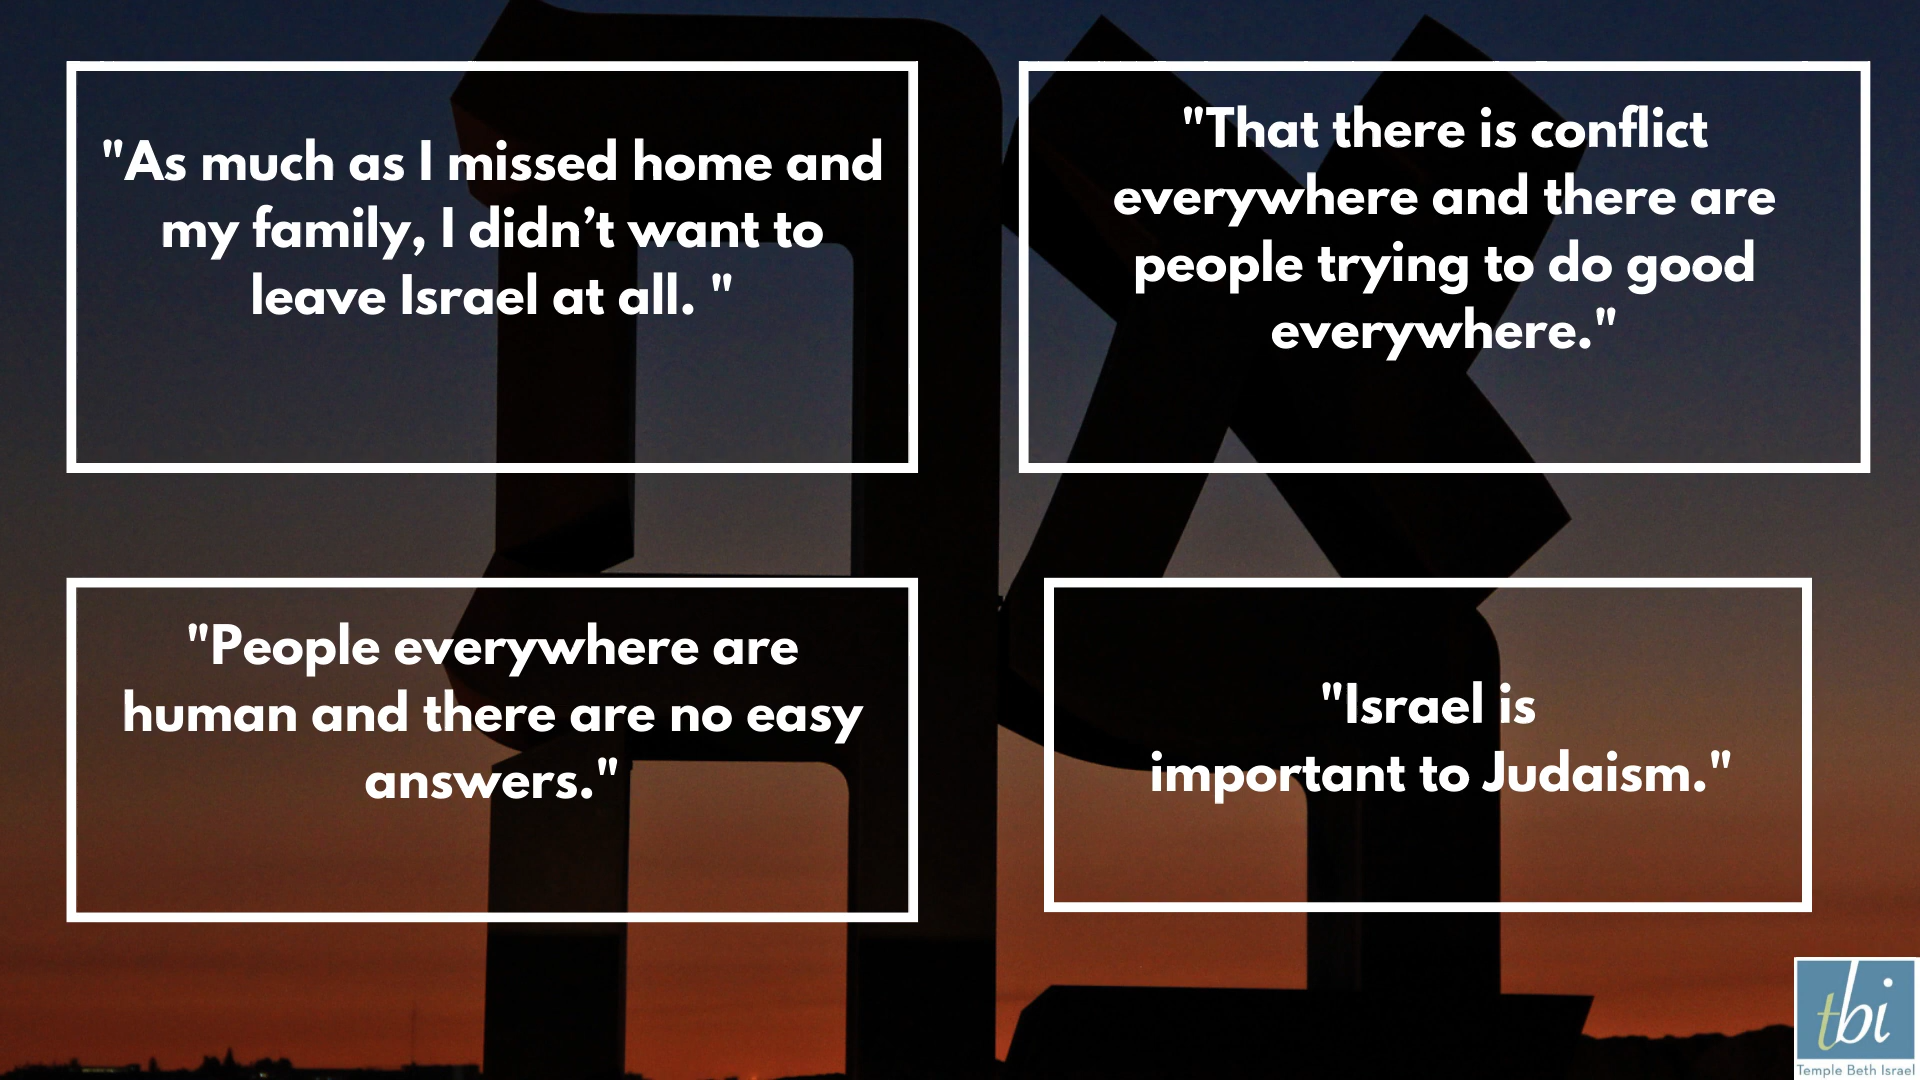 "As much as I missed home and
my family, I didn’t want to
leave Israel at all. "
"That there is conflict
everywhere and there are
people trying to do good
everywhere."
"People everywhere are
human and there are no easy
answers."
"Israel is
important to Judaism."
tbi
Temple Beth Israel